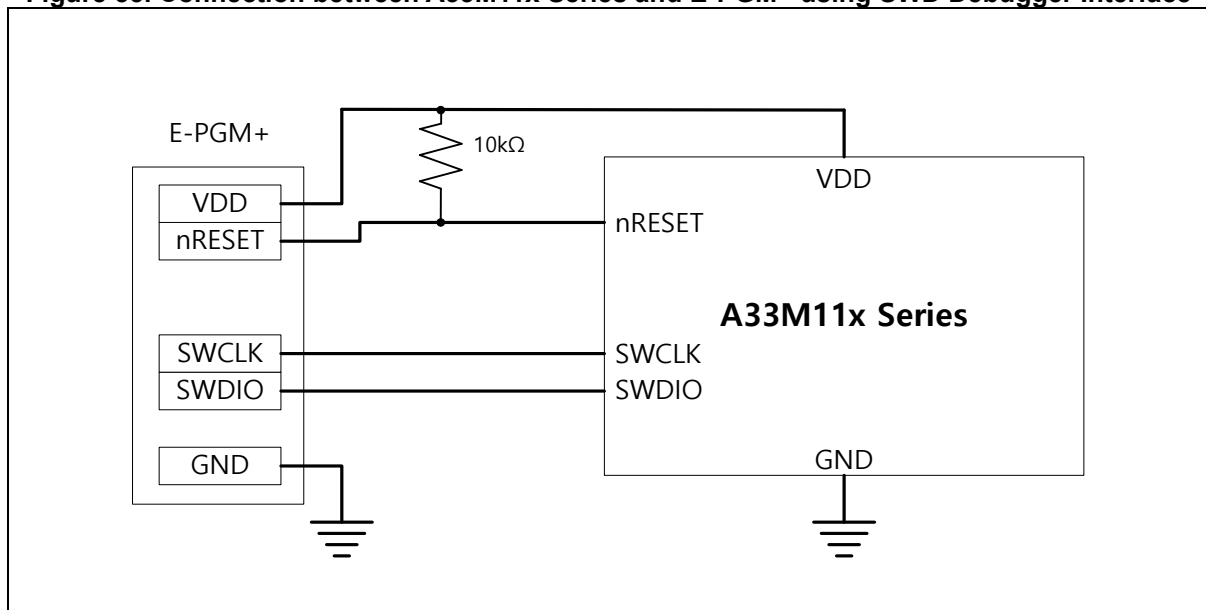 E-PGM+
VDD
nRESET
SWCLK
SWDIO
GND
10kΩ
VDD
nRESET
A33M11x Series
SWCLK
SWDIO
GND